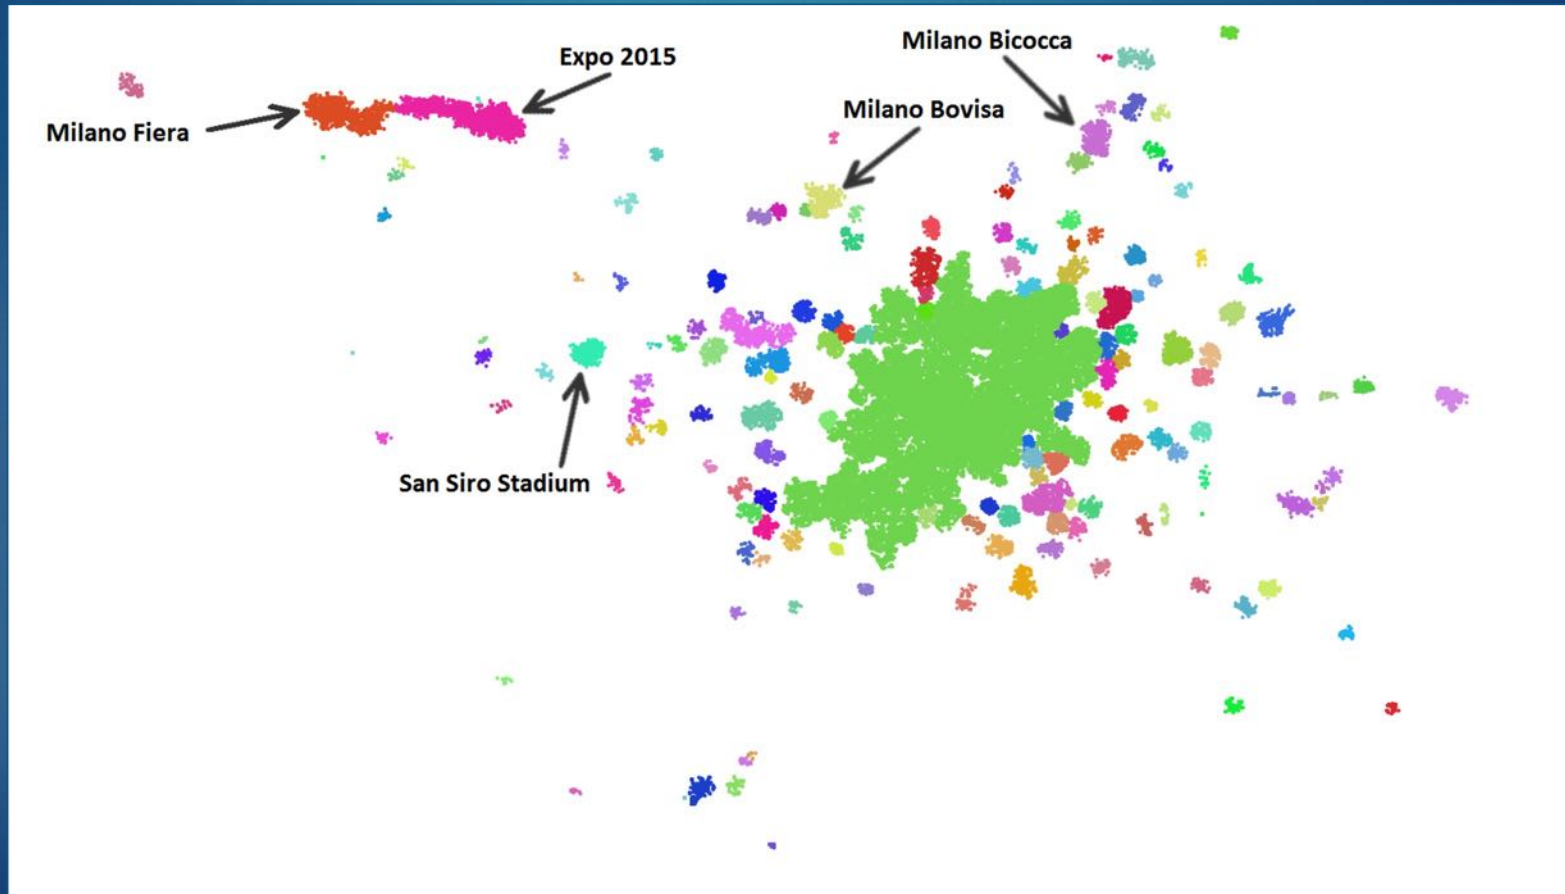 Milano Bicocca
Expo 2015
Milano Bovisa
Milano Fiera
San Siro Stadium